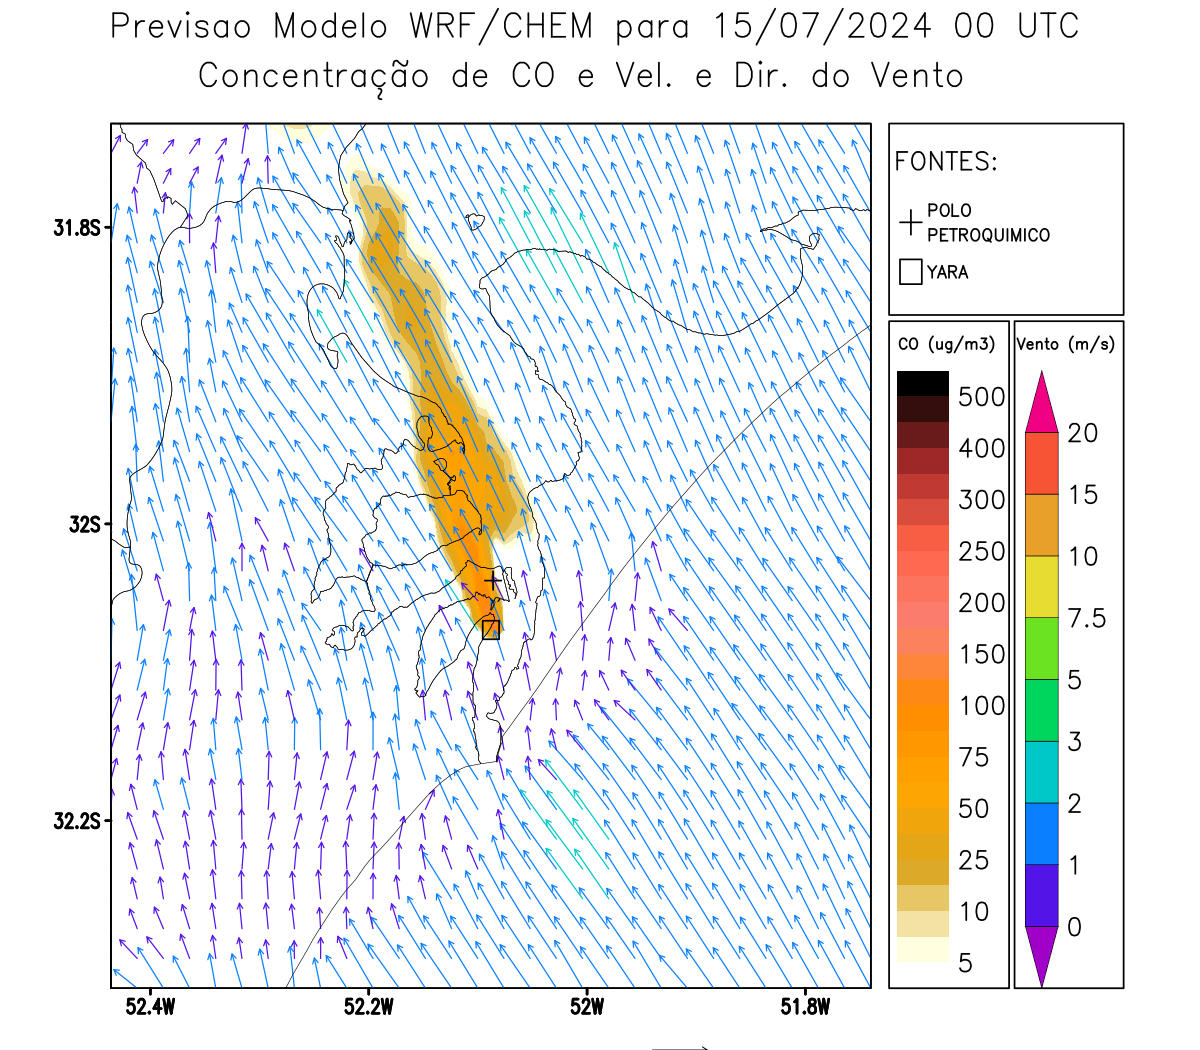 Previsao Modelo WRF/CHEM para 15/07/2024 00 UTC
Concentração de CO e Vel. e Dir. do Vento
FONTES:
POLO
PETROQUIMICO
YARA
CO (ug/m3)
500
400
300
250
200
150
100
75
50
25
10
5
Vento (m/s)
20
15
10
7.5
5
3
2
1
0
31.8S
32S
32.2S
52.4W
52.2W
52W
51.8W